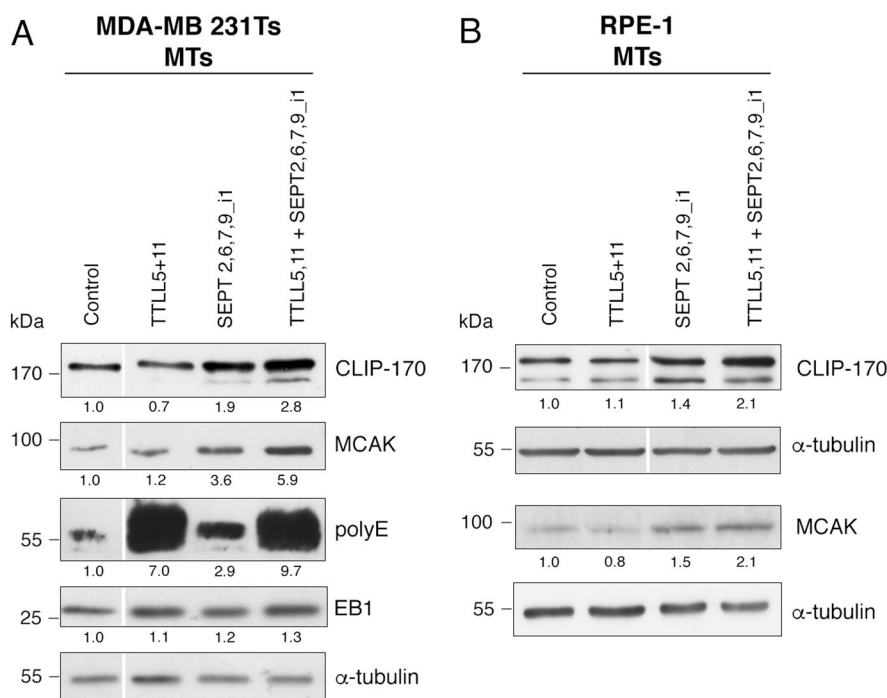 A
MDA-MB 231Ts
MTs
Control
TTLL5+11
SEPT 2,6,7,9_i1
TTLL5,11 + SEPT2,6,7,9_i1
kDa
170
CLIP-170
1.0 0.7 1.9 2.8
100
MCAK
1.0 1.2 3.6 5.9
55
polyE
1.0 7.0 2.9 9.7
25
EB1
1.0 1.1 1.2 1.3
55
α-tubulin
B
RPE-1
MTs
Control
TTLL5+11
SEPT 2,6,7,9_i1
TTLL5,11 + SEPT2,6,7,9_i1
kDa
170
CLIP-170
1.0 1.1 1.4 2.1
55
α-tubulin
100
MCAK
1.0 0.8 1.5 2.1
55
α-tubulin